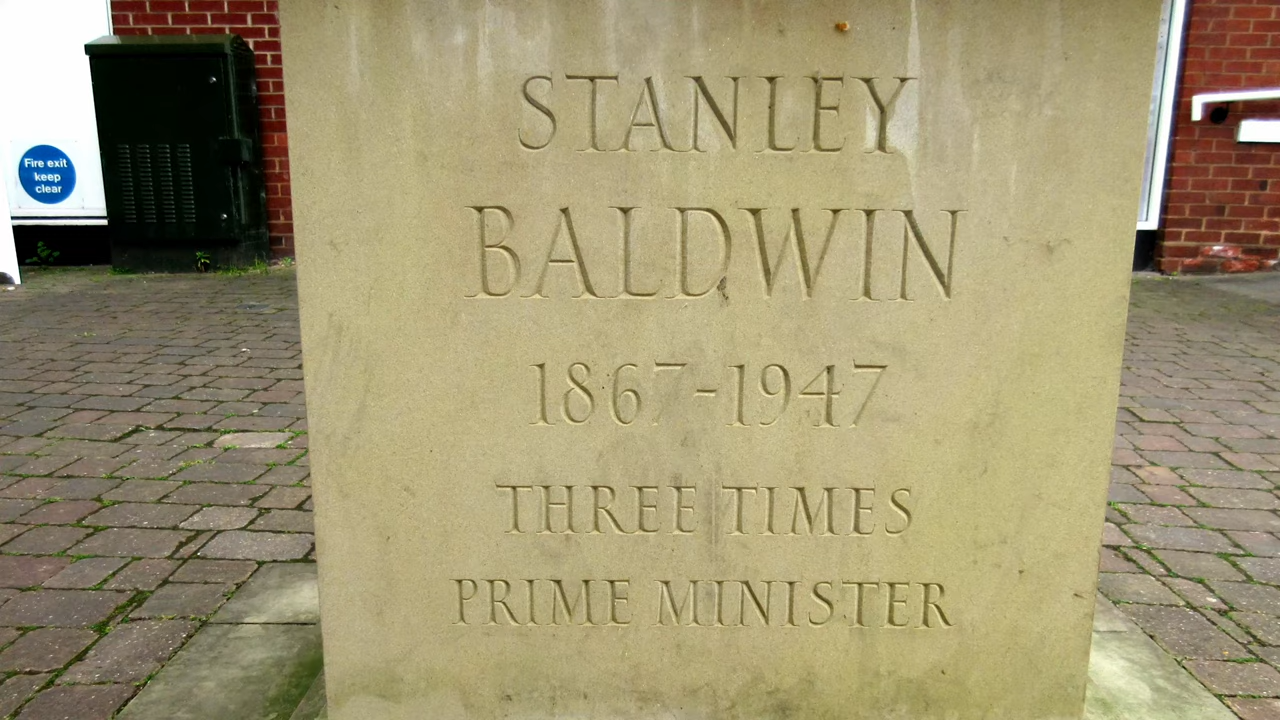 STANLEY
BALDWIN
1867-1947
THREE TIMES
PRIME MINISTER
Fire exit
keep
clear